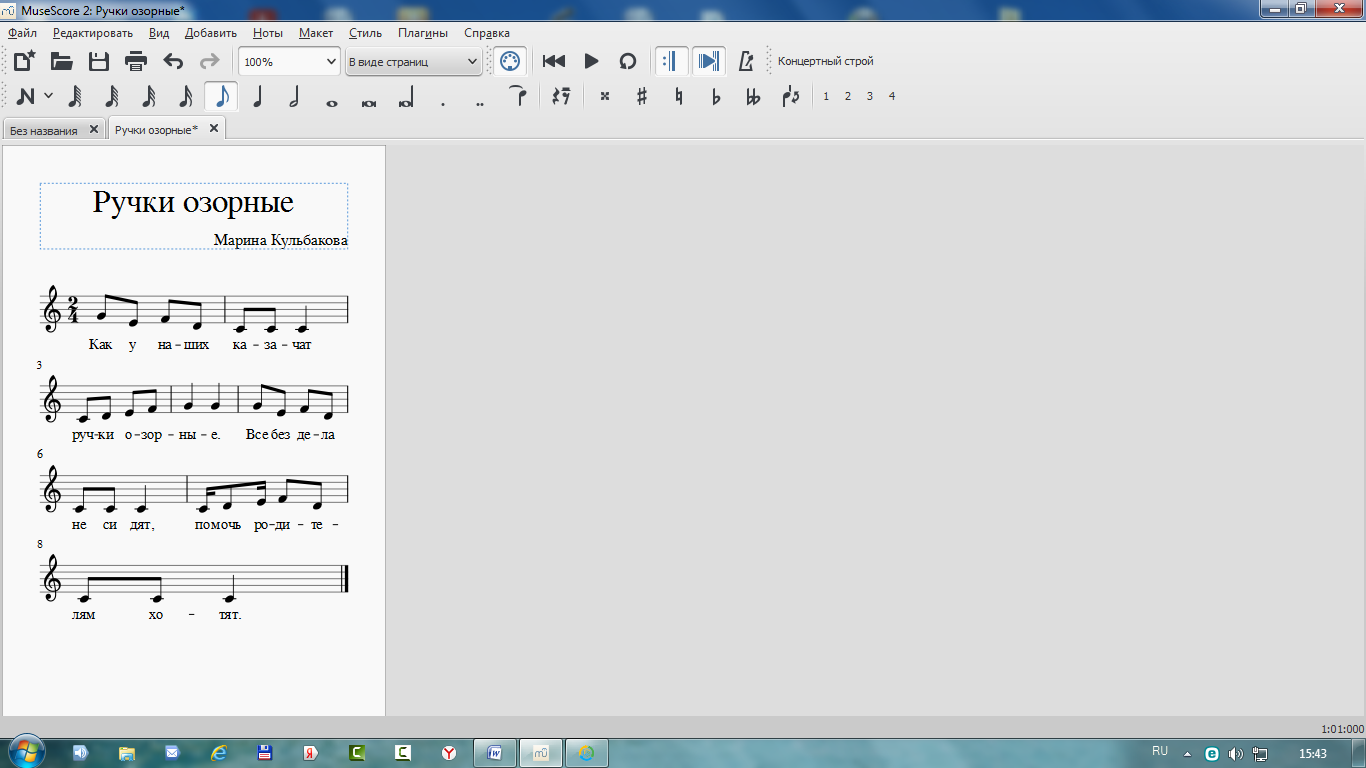 MuseScore 2: Ручки озорные*
Файл Редактировать Вид Добавить Ноты Макет Стиль Плагины Справка
100% В виде страниц Концертный строй
1 2 3 4
Без названия Ручки озорные*
Ручки озорные
Марина Кульбакова
2
4
Как у на – ших ка – за – чат
3
руч-ки о – зор – ны – е. Все без де – ла
6
не си дят, помочь ро – ди – те –
8
лям хо – тят.
1:01:000
RU 15:43